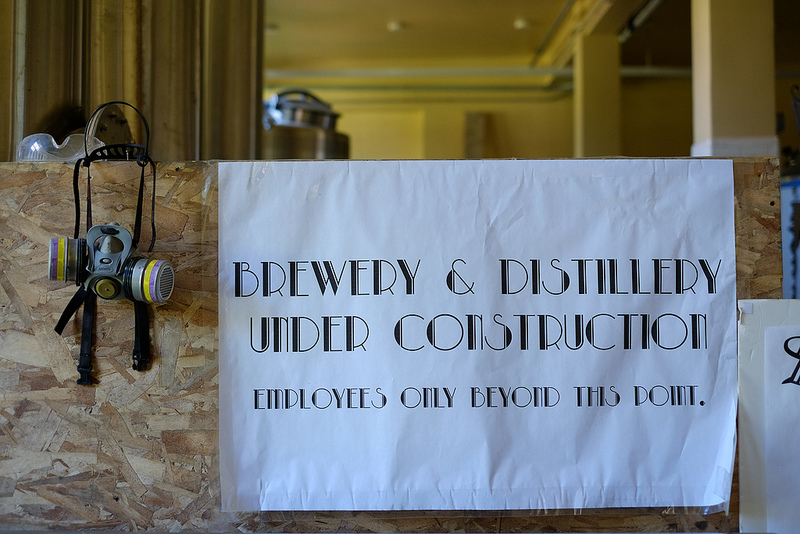 BREWERY & DISTILLERY
UNDER CONSTRUCTION
EMPLOYEES ONLY BEYOND THIS POINT.